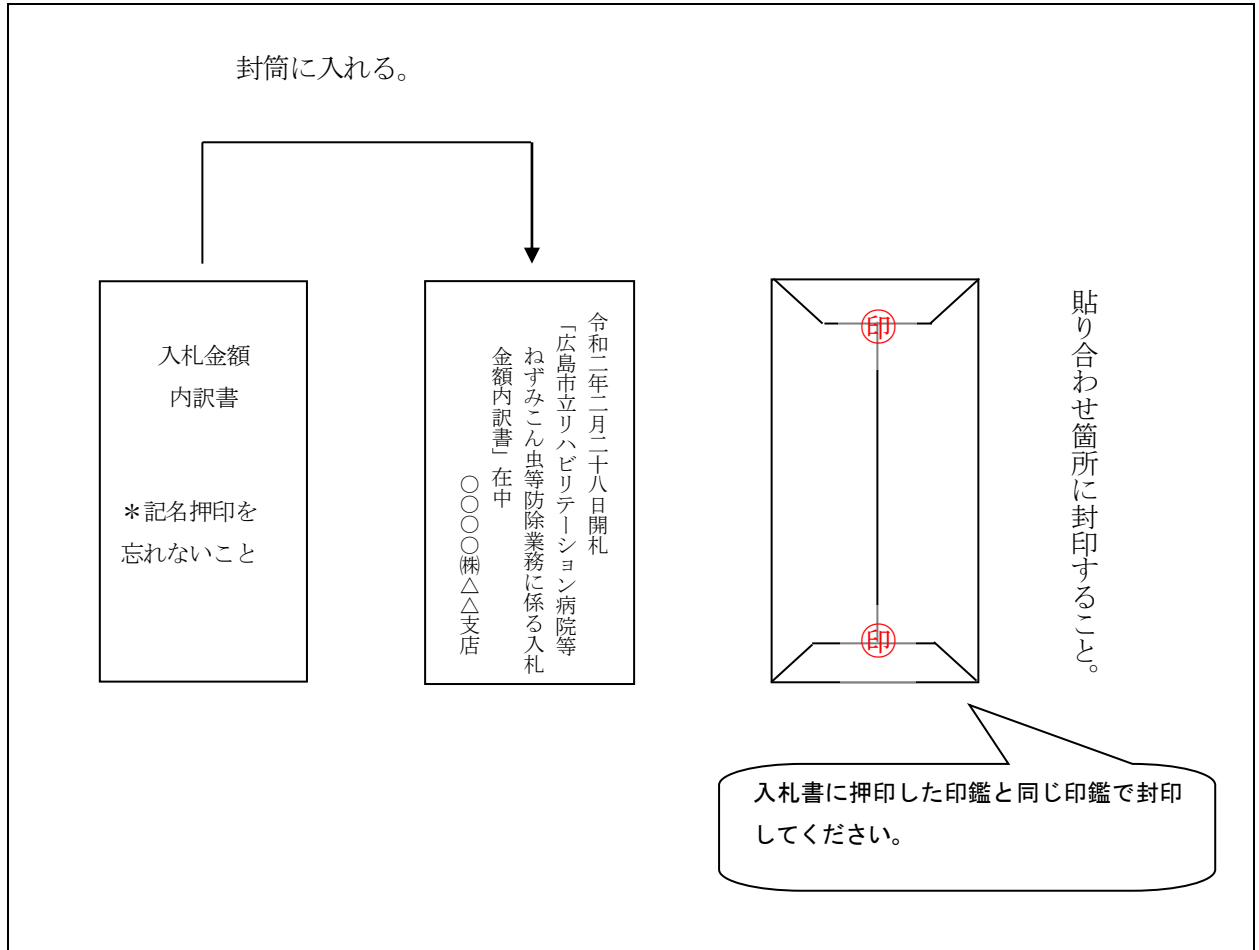 封筒に入れる。
入札金額
内訳書
＊記名押印を
忘れないこと
令和二年二月二十八日開札
「広島市立リハビリテーション病院等
ねずみこん虫等防除業務に係る入札
金額内訳書」在中
〇〇〇〇㈱△△支店
印
印
貼り合わせ箇所に封印すること。
入札書に押印した印鑑と同じ印鑑で封印
してください。